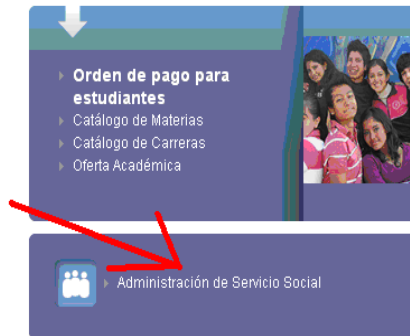 Orden de pago para
estudiantes
Catálogo de Materias
Catálogo de Carreras
Oferta Académica
Administración de Servicio Social